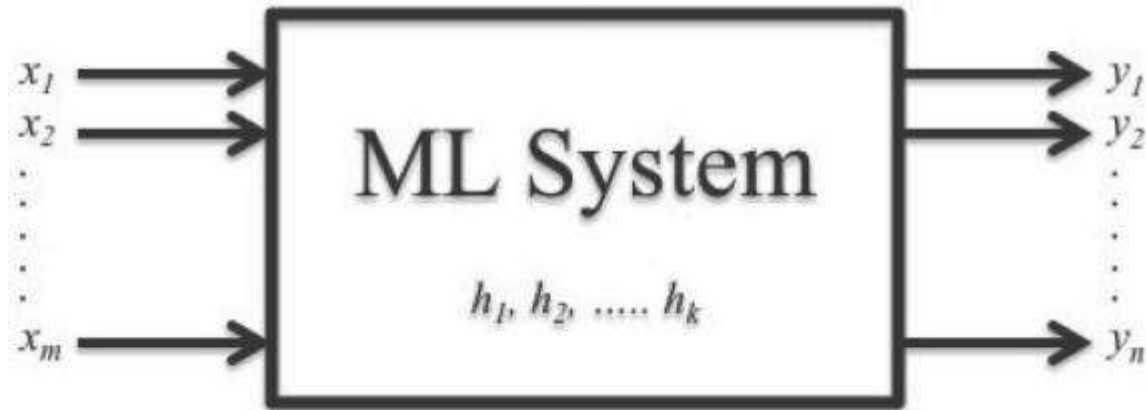 x1 y1
x2 y2
ML System
h1, h2, ..... hk
xm yn